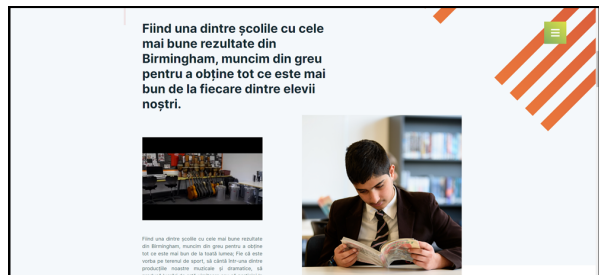 Fiind una dintre școlile cu cele
mai bune rezultate din
Birmingham, muncim din greu
pentru a obține tot ce este mai
bun de la fiecare dintre elevii
noștri.
Fiind una dintre școlile cu cele mai bune rezultate
din Birmingham, muncim din greu pentru a obține
tot ce este mai bun de la toată lumea; Fie că este
vorba pe terenul de sport, să cântă într-una dintre
producțiile noastre muzicale și dramatice, să